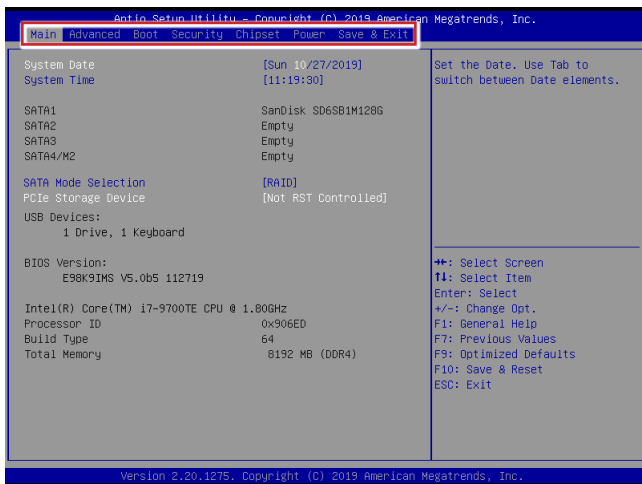 Aptio Setup Utility – Copyright (C) 2019 American Megatrends, Inc.
Main Advanced Boot Security Chipset Power Save & Exit
System Date [Sun 10/27/2019]
System Time [11:19:30]
SATA1 SanDisk SD6SB1M128G
SATA2 Empty
SATA3 Empty
SATA4/M2 Empty
SATA Mode Selection [RAID]
PCIe Storage Device [Not RST Controlled]
USB Devices:
1 Drive, 1 Keyboard
BIOS Version:
E98K9IMS V5.0b5 112719
Intel(R) Core(TM) i7-9700TE CPU @ 1.80GHz
Processor ID 0x906ED
Build Type 64
Total Memory 8192 MB (DDR4)
Set the Date. Use Tab to
switch between Date elements.
→←: Select Screen
↑↓: Select Item
Enter: Select
+/-: Change Opt.
F1: General Help
F7: Previous Values
F9: Optimized Defaults
F10: Save & Reset
ESC: Exit
Version 2.20.1275. Copyright (C) 2019 American Megatrends, Inc.